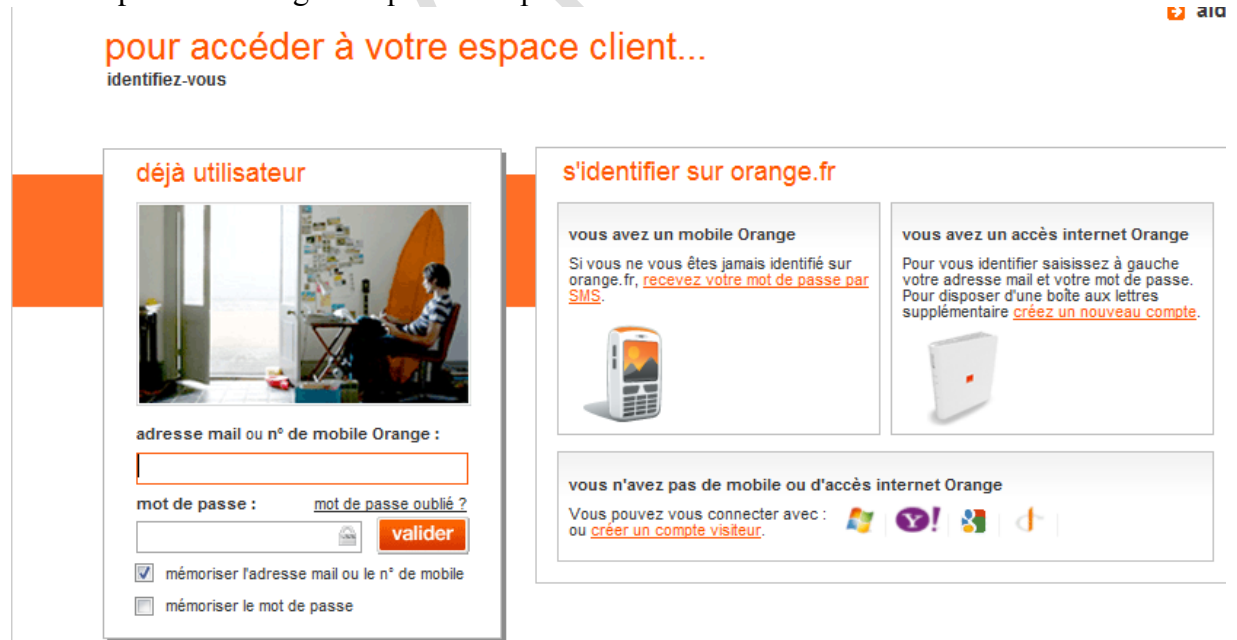 aid
pour accéder à votre espace client...
identifiez-vous
déjà utilisateur
adresse mail ou n° de mobile Orange :
mot de passe :
mot de passe oublié ?
valider
mémoriser l'adresse mail ou le n° de mobile
mémoriser le mot de passe
s'identifier sur orange.fr
vous avez un mobile Orange
Si vous ne vous êtes jamais identifié sur
orange.fr, recevez votre mot de passe par
SMS.
vous avez un accès internet Orange
Pour vous identifier saisissez à gauche
votre adresse mail et votre mot de passe.
Pour disposer d'une boîte aux lettres
supplémentaire créez un nouveau compte.
vous n'avez pas de mobile ou d'accès internet Orange
Vous pouvez vous connecter avec :
ou créer un compte visiteur.